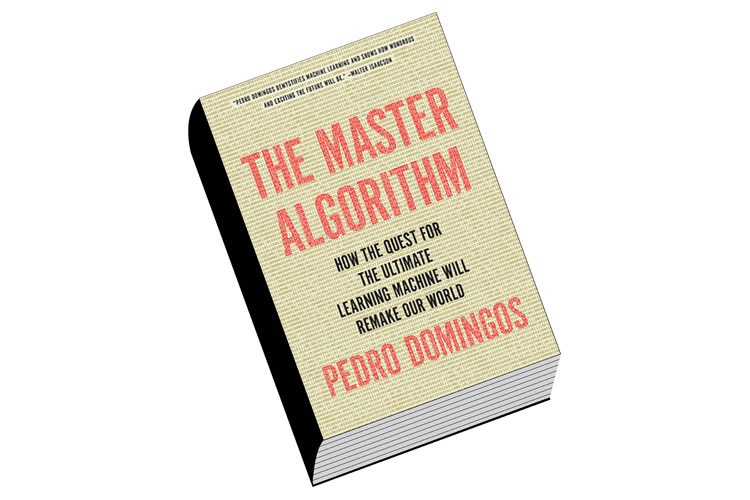 "PEDRO DOMINGOS DEMYSTIFIES MACHINE LEARNING AND SHOWS HOW WONDROUS
AND EXCITING THE FUTURE WILL BE." –WALTER ISAACSON
THE MASTER
ALGORITHM
HOW THE QUEST FOR
THE ULTIMATE
LEARNING MACHINE WILL
REMAKE OUR WORLD
PEDRO DOMINGOS